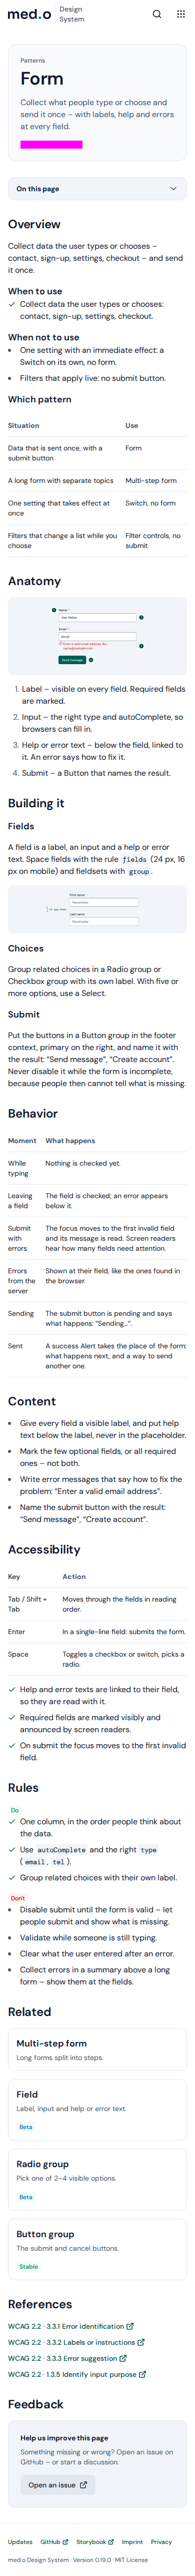 med.o
Design
System
Patterns
Form
Collect what people type or choose and
send it once – with labels, help and errors
at every field.
On this page
Overview
Collect data the user types or chooses –
contact, sign-up, settings, checkout – and send
it once.
When to use
Collect data the user types or chooses:
contact, sign-up, settings, checkout.
When not to use
One setting with an immediate effect: a
Switch on its own, no form.
Filters that apply live: no submit button.
Which pattern
Situation Use
Data that is sent once, with a Form
submit button
A long form with separate topics Multi-step form
One setting that takes effect at Switch, no form
once
Filters that change a list while you Filter controls, no
choose submit
Anatomy
Name *
Email *
Send message
1. Label – visible on every field. Required fields
are marked.
2. Input – the right type and autoComplete, so
browsers can fill in.
3. Help or error text – below the field, linked to
it. An error says how to fix it.
4. Submit – a Button that names the result.
Building it
Fields
A field is a label, an input and a help or error
text. Space fields with the rule fields (24 px, 16
px on mobile) and fieldsets with
group.
First name
Placeholder
Last name
Placeholder
Choices
Group related choices in a Radio group or
Checkbox group with its own label. With five or
more options, use a Select.
Submit
Put the buttons in a Button group in the footer
context, primary on the right, and name it with
the result: “Send message”, “Create account”.
Never disable it while the form is incomplete,
because people then cannot tell what is missing.
Behavior
Moment What happens
While Nothing is checked yet.
typing
Leaving The field is checked; an error appears
a field below it.
Submit The focus moves to the first invalid field
with and its message is read. Screen readers
errors hear how many fields need attention.
Errors Shown at their field, like the ones found in
from the the browser.
server
Sending The submit button is pending and says
what happens: “Sending…”.
Sent A success Alert takes the place of the form:
what happens next, and a way to send
another one.
Content
Give every field a visible label, and put help
text below the label, never in the placeholder.
Mark the few optional fields, or all required
ones – not both.
Write error messages that say how to fix the
problem: “Enter a valid email address”.
Name the submit button with the result:
“Send message”, “Create account”.
Accessibility
Key Action
Tab / Shift + Moves through the fields in reading
Tab order.
Enter In a single-line field: submits the form.
Space Toggles a checkbox or switch, picks a
radio.
Help and error texts are linked to their field,
so they are read with it.
Required fields are marked visibly and
announced by screen readers.
On submit the focus moves to the first invalid
field.
Rules
Do
One column, in the order people think about
the data.
Use autoComplete and the right type
(email, tel).
Group related choices with their own label.
Don't
Disable submit until the form is valid – let
people submit and show what is missing.
Validate while someone is still typing.
Clear what the user entered after an error.
Collect errors in a summary above a long
form – show them at the fields.
Related
Multi-step form
Long forms split into steps.
Field
Label, input and help or error text.
Beta
Radio group
Pick one of 2–4 visible options.
Beta
Button group
The submit and cancel buttons.
Stable
References
WCAG 2.2 · 3.3.1 Error identification
WCAG 2.2 · 3.3.2 Labels or instructions
WCAG 2.2 · 3.3.3 Error suggestion
WCAG 2.2 · 1.3.5 Identify input purpose
Feedback
Help us improve this page
Something missing or wrong? Open an issue on
GitHub – or start a discussion.
Open an issue
Updates GitHub Storybook Imprint Privacy
med.o Design System · Version 0.19.0 · MIT License